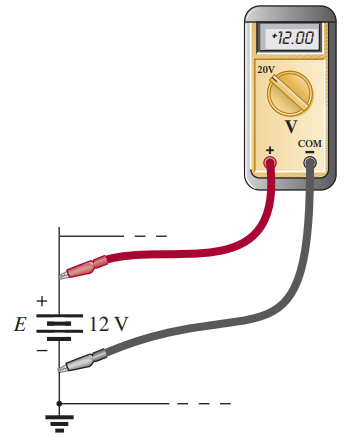 +12.00
20V
V
COM
+ −
+
E 12 V
−